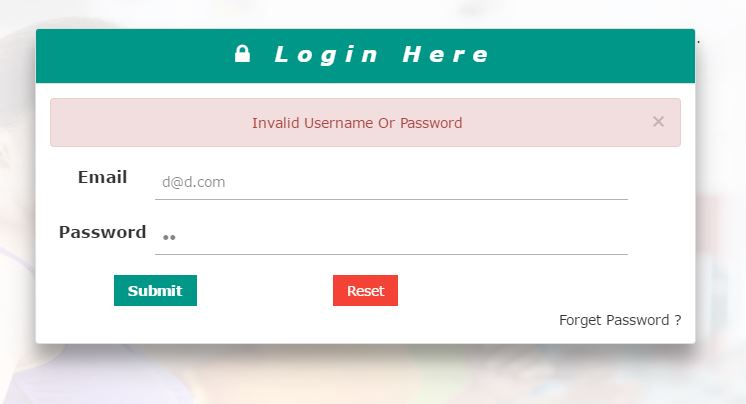 Login Here
Invalid Username Or Password ×
Email d@d.com
Password ••
Submit Reset
Forget Password ?